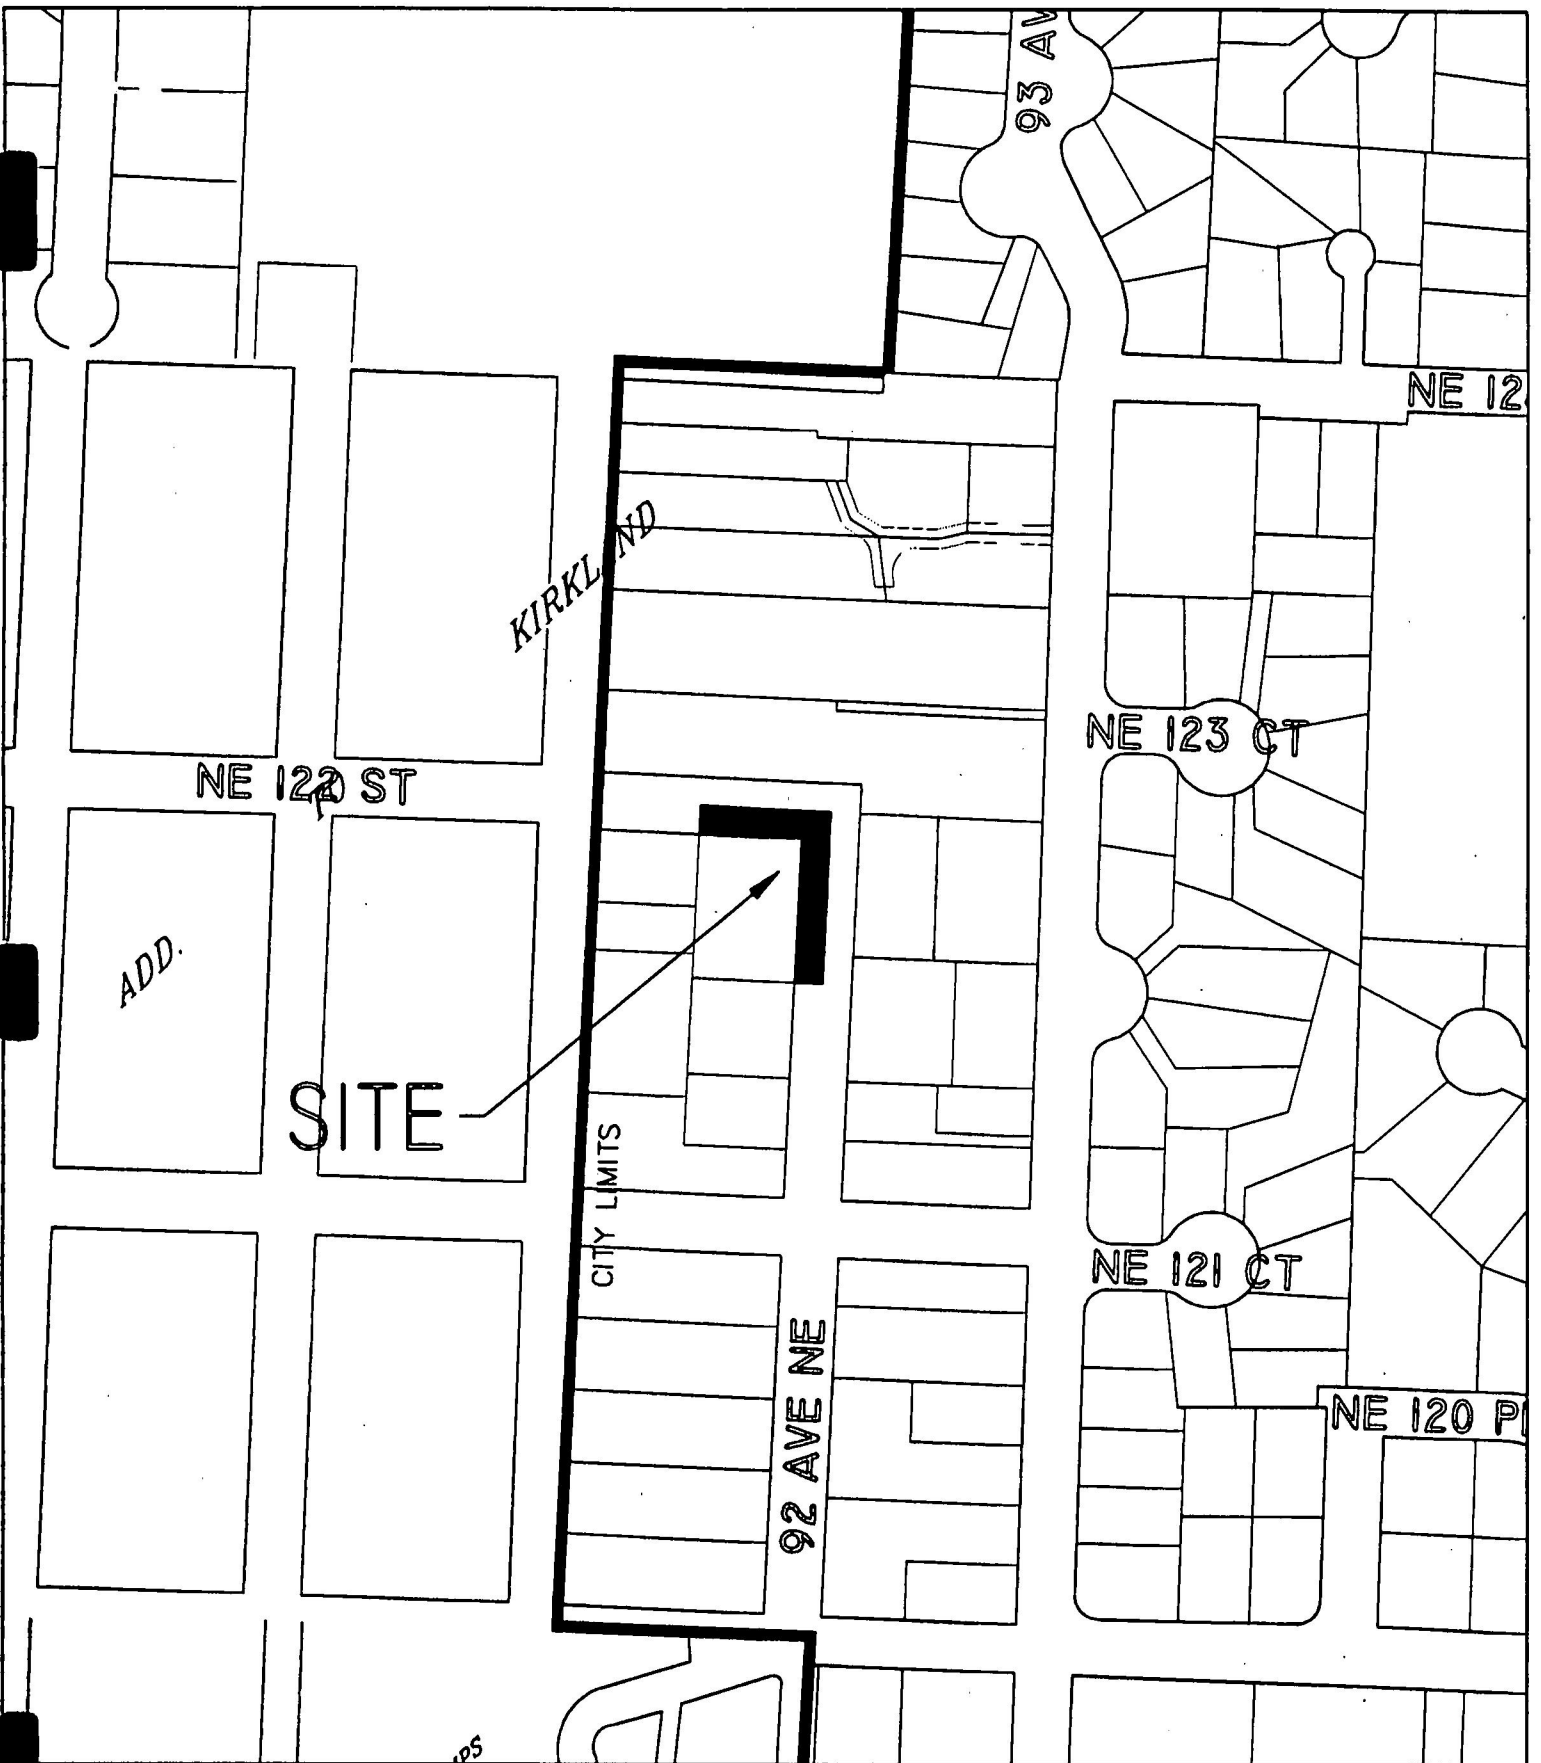 93 AV
NE 12
KIRKL ND
NE 123 CT
NE 122 ST
ADD.
SITE
CITY LIMITS
NE 121 CT
92 AVE NE
NE 120 P